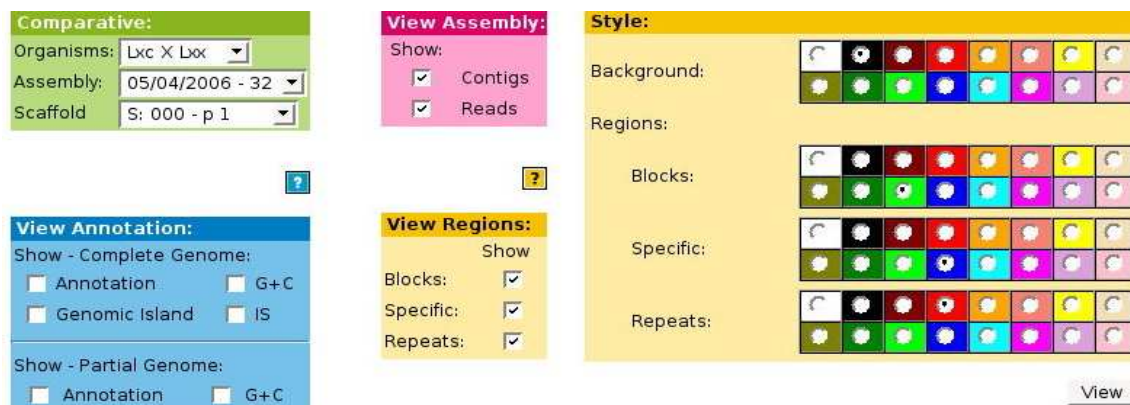 Comparative:
Organisms: Lxc X Lxx
Assembly: 05/04/2006 - 32
Scaffold S: 000 - p 1
?
View Annotation:
Show - Complete Genome:
Annotation G+C
Genomic Island IS
Show - Partial Genome:
Annotation G+C
View Assembly:
Show:
Contigs
Reads
?
View Regions:
Show
Blocks:
Specific:
Repeats:
Style:
Background:
Regions:
Blocks:
Specific:
Repeats:
View